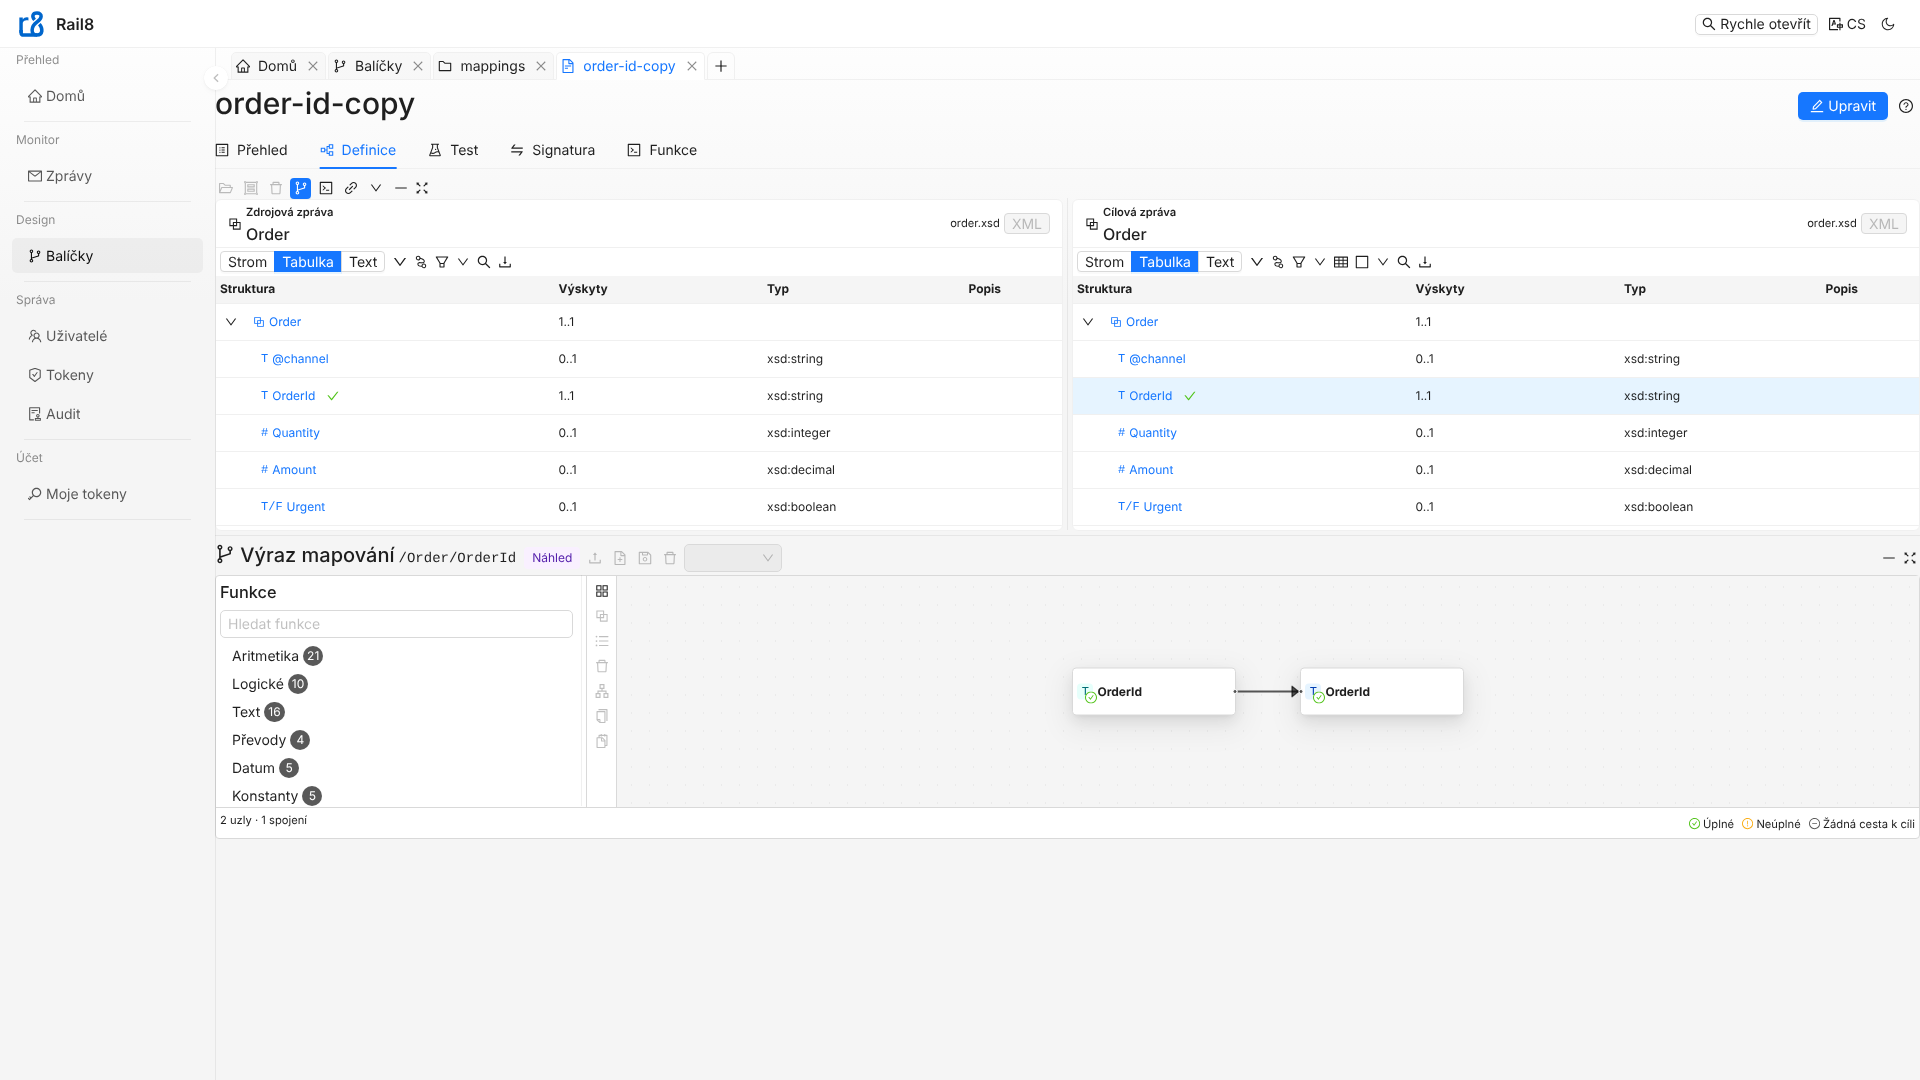 Rail8
Rychle otevřít
CS
Přehled
Domů
Monitor
Zprávy
Design
Balíčky
Správa
Uživatelé
Tokeny
Audit
Účet
Moje tokeny
Domů
Balíčky
mappings
order-id-copy
order-id-copy
Upravit
Přehled
Definice
Test
Signatura
Funkce
Zdrojová zpráva
Order
order.xsd
XML
Strom
Tabulka
Text
Struktura Výskyty Typ Popis
Order 1..1
T @channel 0..1 xsd:string
T OrderId 1..1 xsd:string
# Quantity 0..1 xsd:integer
# Amount 0..1 xsd:decimal
T/F Urgent 0..1 xsd:boolean
Cílová zpráva
Order
order.xsd
XML
Strom
Tabulka
Text
Struktura Výskyty Typ Popis
Order 1..1
T @channel 0..1 xsd:string
T OrderId 1..1 xsd:string
# Quantity 0..1 xsd:integer
# Amount 0..1 xsd:decimal
T/F Urgent 0..1 xsd:boolean
Výraz mapování /Order/OrderId Náhled
Funkce
Hledat funkce
Aritmetika 21
Logické 10
Text 16
Převody 4
Datum 5
Konstanty 5
T OrderId
T OrderId
2 uzly · 1 spojení
Úplné
Neúplné
Žádná cesta k cíli